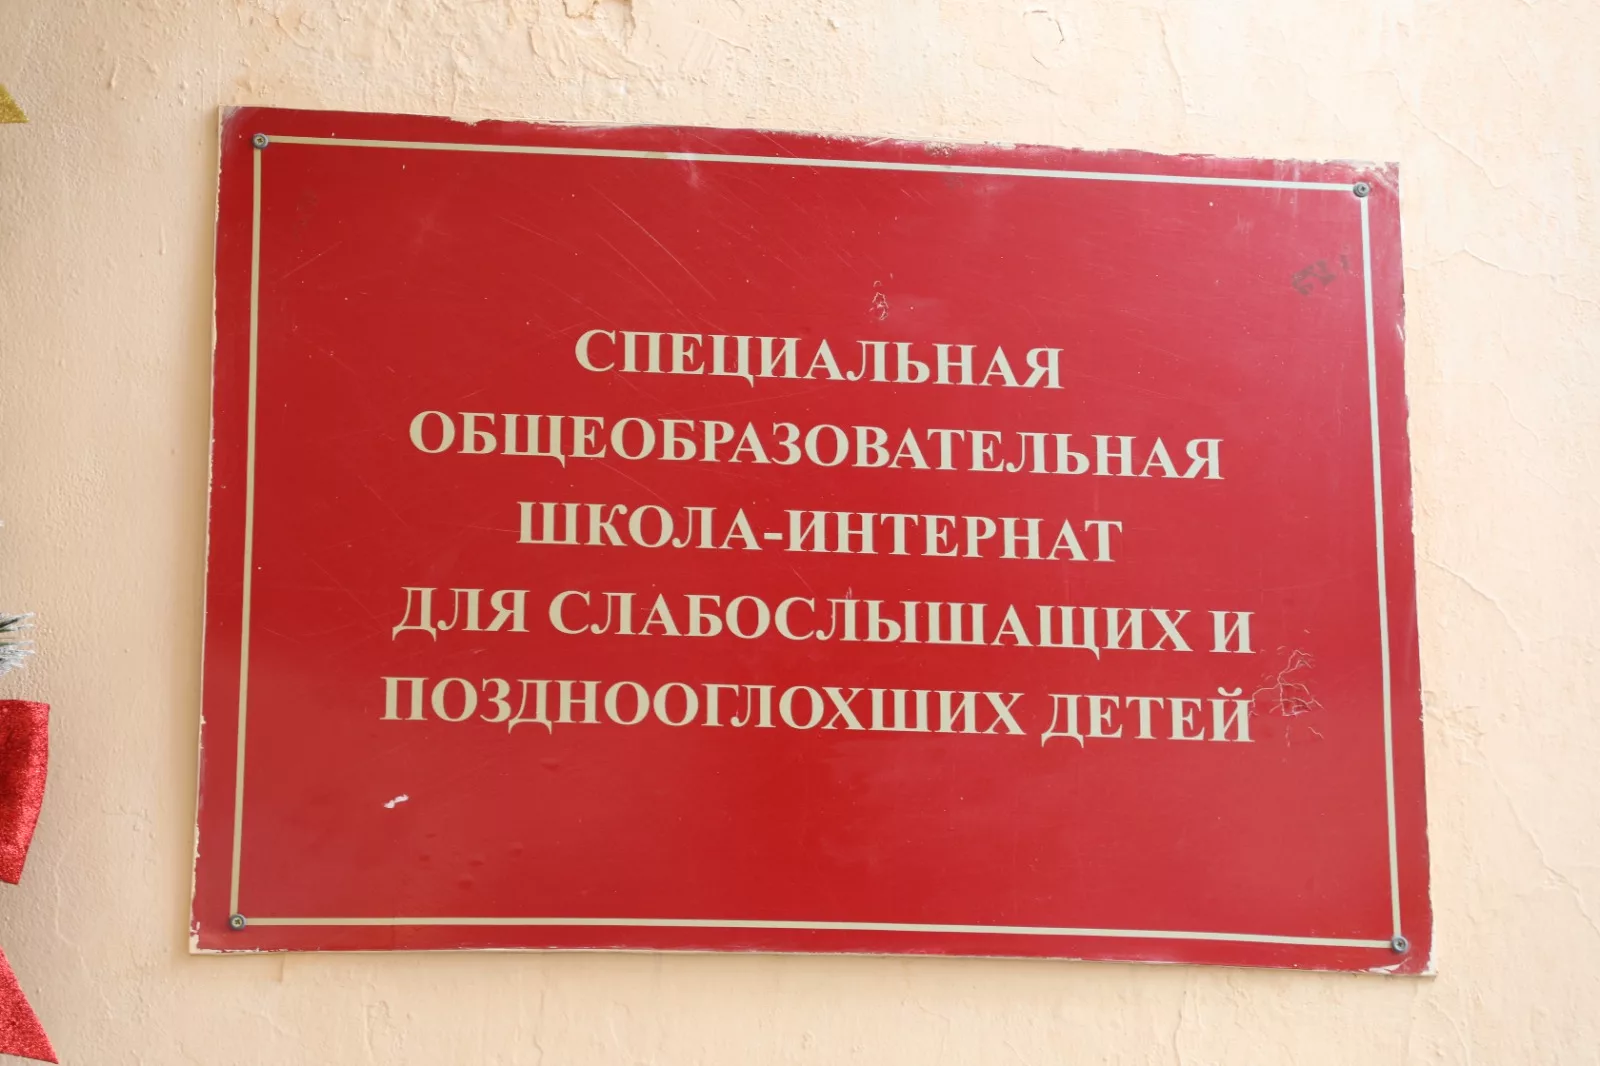 СПЕЦИАЛЬНАЯ
ОБЩЕОБРАЗОВАТЕЛЬНАЯ
ШКОЛА-ИНТЕРНАТ
ДЛЯ СЛАБОСЛЫШАЩИХ И
ПОЗДНООГЛОХШИХ ДЕТЕЙ